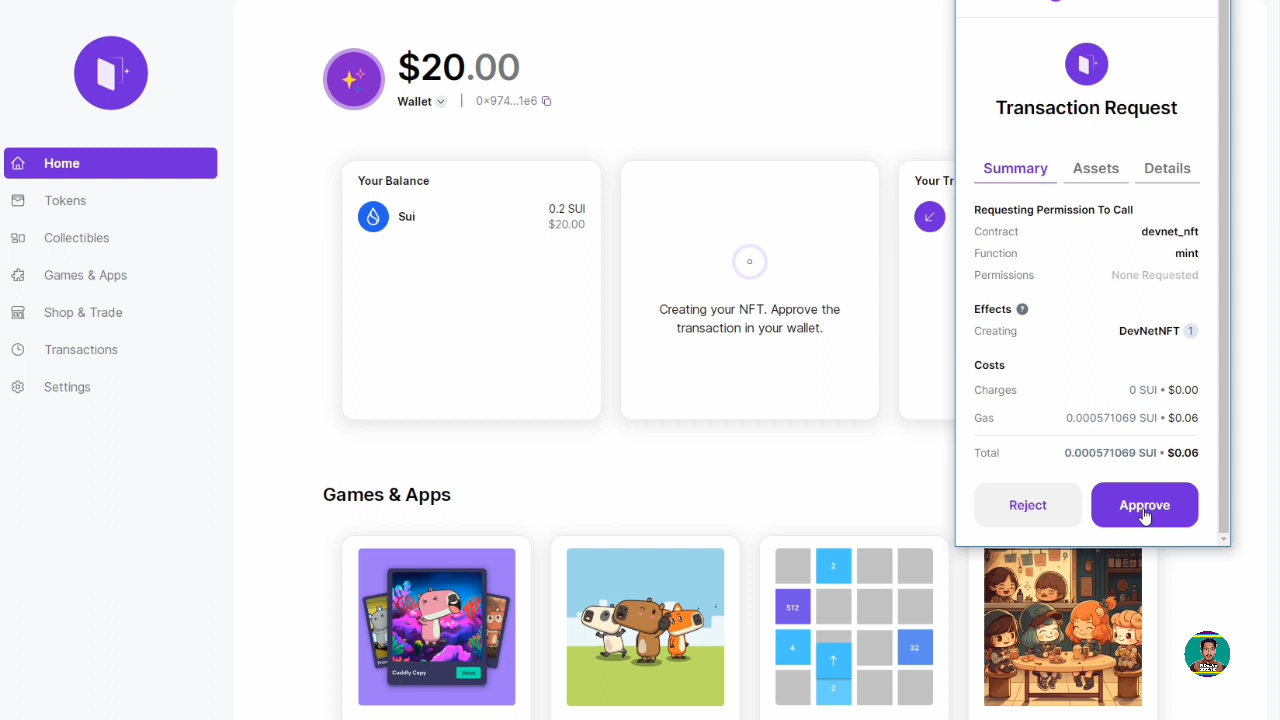 Home
Tokens
Collectibles
Games & Apps
Shop & Trade
Transactions
Settings
$20.00
Wallet
0×974...1e6
Your Balance
Sui
0.2 SUI
$20.00
Creating your NFT. Approve the
transaction in your wallet.
Your Tr
Games & Apps
Cuddly Capy
2
512
4
32
2
Transaction Request
Summary
Assets
Details
Requesting Permission To Call
Contract
devnet_nft
Function
mint
Permissions
None Requested
Effects ?
Creating
DevNetNFT 1
Costs
Charges
0 SUI • $0.00
Gas
0.000571069 SUI • $0.06
Total
0.000571069 SUI • $0.06
Reject
Approve